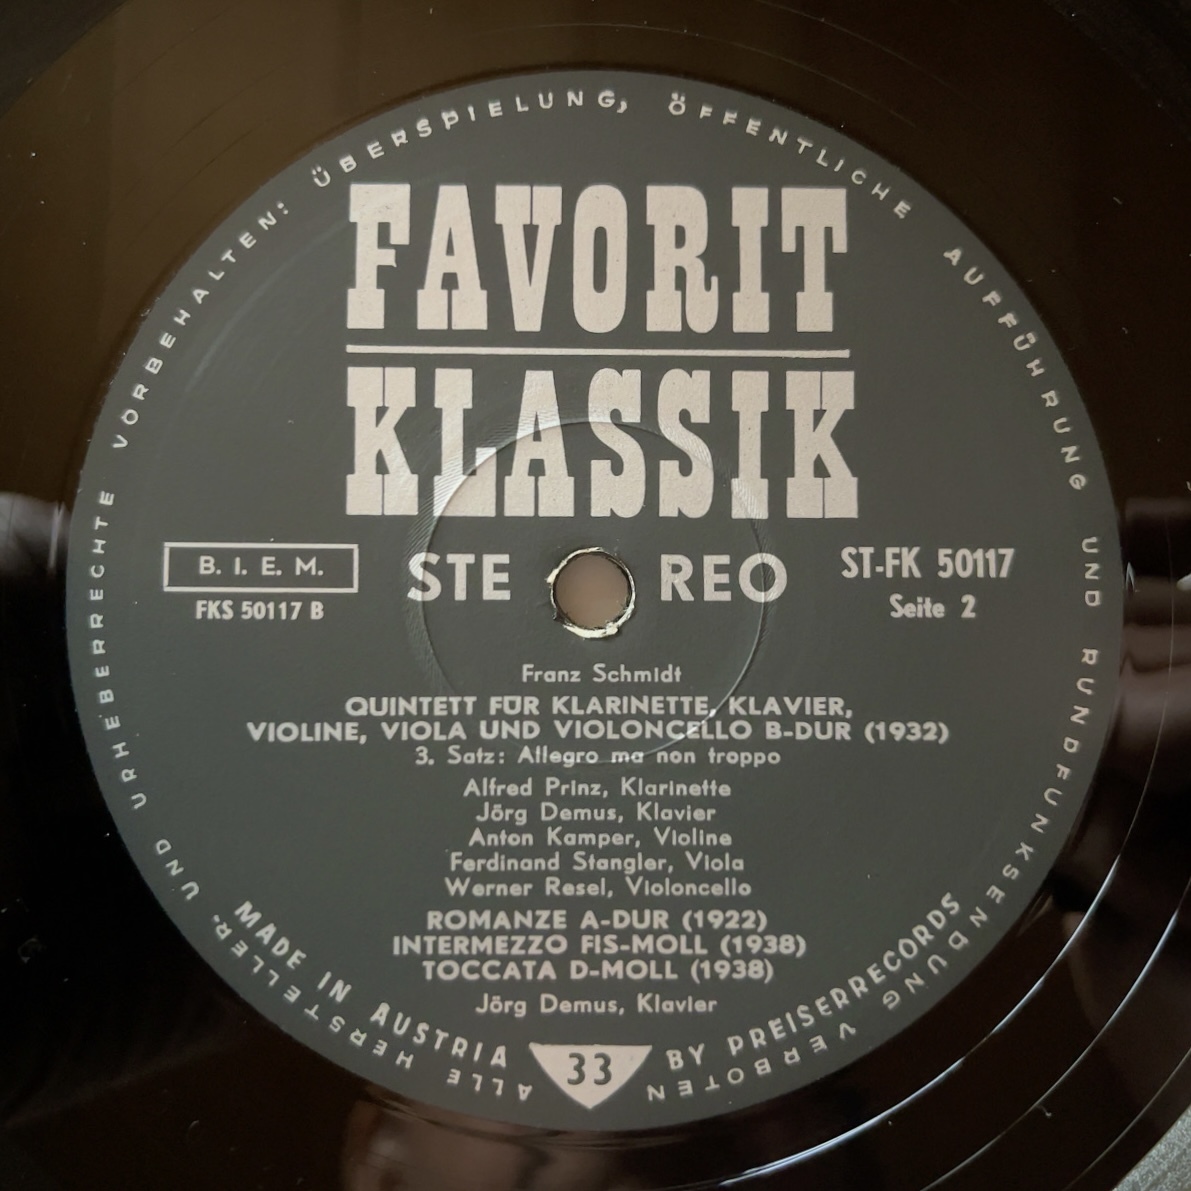 ALLE HERSTELLER- UND URHEBERRECHTE VORBEHALTEN: ÜBERSPIELUNG, ÖFFENTLICHE AUFFÜHRUNG UND RUNDFUNKSENDUNG VERBOTEN
FAVORIT
KLASSIK
B. I. E. M.
FKS 50117 B
STEREO
ST-FK 50117
Seite 2
Franz Schmidt
QUINTETT FÜR KLARINETTE, KLAVIER,
VIOLINE, VIOLA UND VIOLONCELLO B-DUR (1932)
3. Satz: Allegro ma non troppo
Alfred Prinz, Klarinette
Jörg Demus, Klavier
Anton Kamper, Violine
Ferdinand Stangler, Viola
Werner Resel, Violoncello
ROMANZE A-DUR (1922)
INTERMEZZO FIS-MOLL (1938)
TOCCATA D-MOLL (1938)
Jörg Demus, Klavier
MADE IN AUSTRIA
33
BY PREISERRECORDS